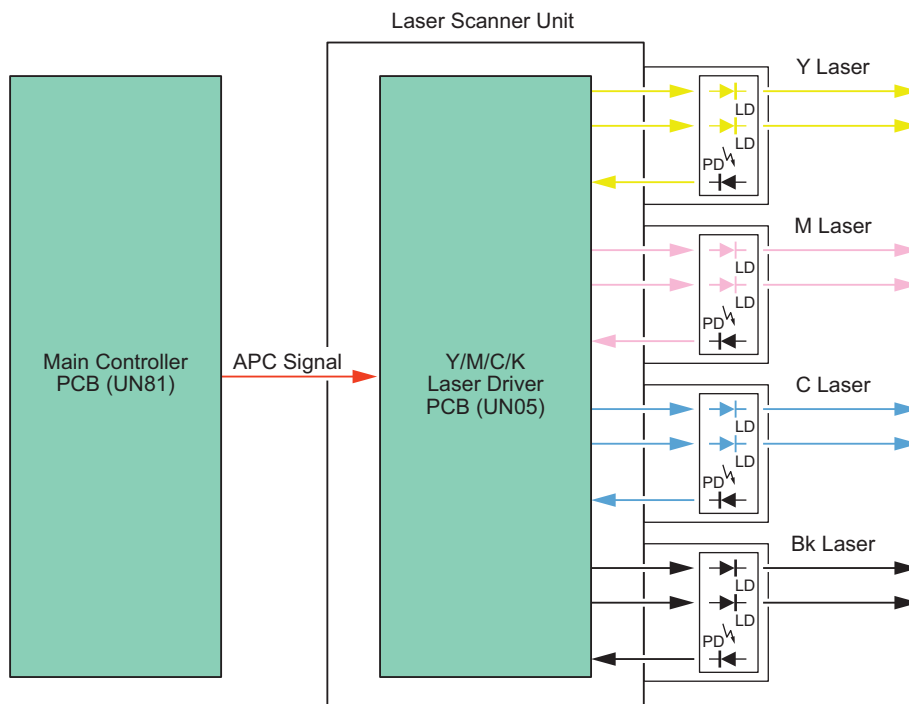 Laser Scanner Unit
Main Controller
PCB (UN81)
APC Signal
Y/M/C/K
Laser Driver
PCB (UN05)
Y Laser
LD
LD
PD
M Laser
LD
LD
PD
C Laser
LD
LD
PD
Bk Laser
LD
LD
PD